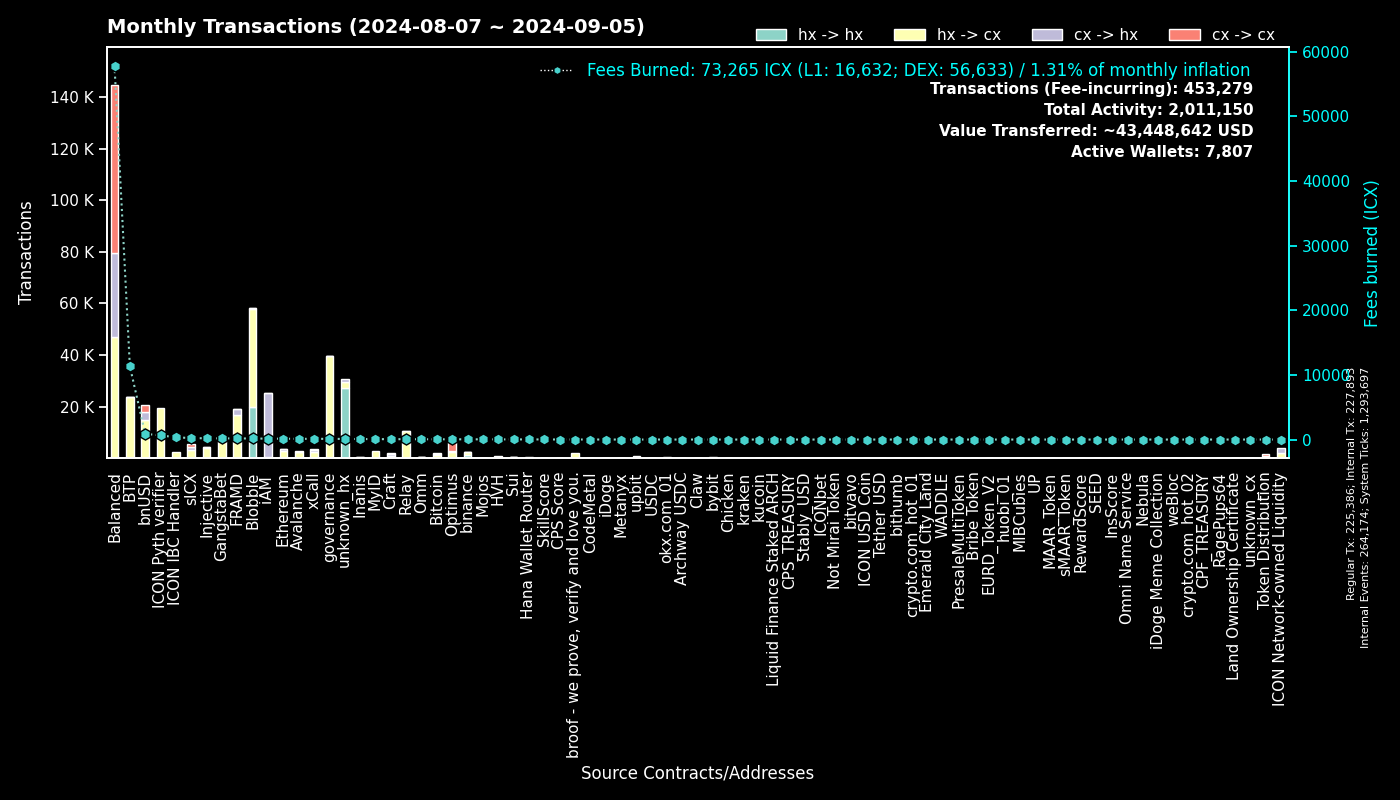 Monthly Transactions (2024-08-07 ~ 2024-09-05)
hx -> hx
hx -> cx
cx -> hx
cx -> cx
Fees Burned: 73,265 ICX (L1: 16,632; DEX: 56,633) / 1.31% of monthly inflation
Transactions (Fee-incurring): 453,279
Total Activity: 2,011,150
Value Transferred: ~43,448,642 USD
Active Wallets: 7,807
Transactions
140 K
120 K
100 K
80 K
60 K
40 K
20 K
60000
50000
40000
30000
20000
10000
0
Fees burned (ICX)
Regular Tx: 225,386; Internal Tx: 227,893
Internal Events: 264,174; System Ticks: 1,293,697
Balanced
BTP
bnUSD
ICON Pyth verifier
ICON IBC Handler
sICX
Injective
GangstaBet
FRAMD
Blobble
IAM
Ethereum
Avalanche
xCall
governance
unknown_hx
Inanis
MyID
Craft
Relay
Omm
Bitcoin
Optimus
binance
Mojos
HVH
Sui
Hana Wallet Router
SkillScore
CPS Score
broof - we prove, verify and love you.
CodeMetal
iDoge
Metanyx
upbit
USDC
okx.com_01
Archway USDC
Claw
bybit
Chicken
kraken
kucoin
Liquid Finance Staked ARCH
CPS_TREASURY
Stably_USD
ICONbet
Not Mirai Token
bitvavo
ICON USD Coin
Tether USD
bithumb
crypto.com_hot_01
Emerald City Land
WADDLE
PresaleMultiToken
Bribe Token
EURD_Token_V2
huobi_01
MIBCubies
UP
MAAR_Token
sMAAR_Token
RewardScore
SEED
InsScore
Omni Name Service
Nebula
iDoge Meme Collection
weBloc
crypto.com_hot_02
CPF_TREASURY
RagePups64
Land Ownership Certificate
unknown_cx
Token Distribution
ICON Network-owned Liquidity
Source Contracts/Addresses